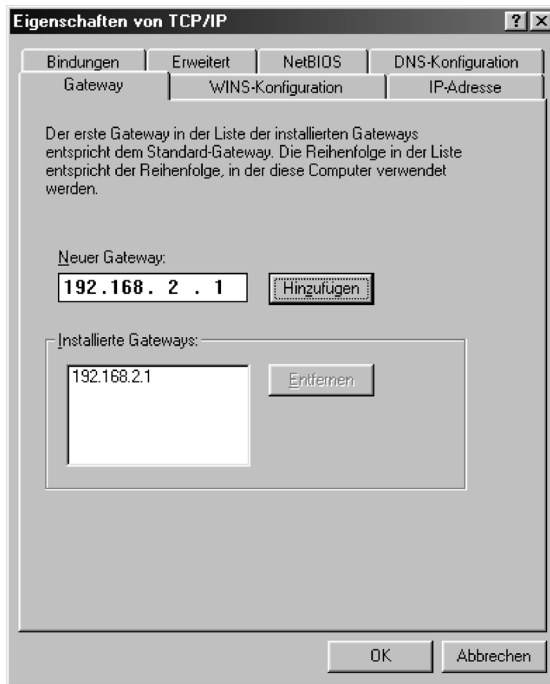 Eigenschaften von TCP/IP
Bindungen Erweitert NetBIOS DNS-Konfiguration
Gateway WINS-Konfiguration IP-Adresse
Der erste Gateway in der Liste der installierten Gateways
entspricht dem Standard-Gateway. Die Reihenfolge in der Liste
entspricht der Reihenfolge, in der diese Computer verwendet
werden.
Neuer Gateway:
192.168. 2 . 1 Hinzufügen
Installierte Gateways:
192.168.2.1 Entfernen
OK Abbrechen